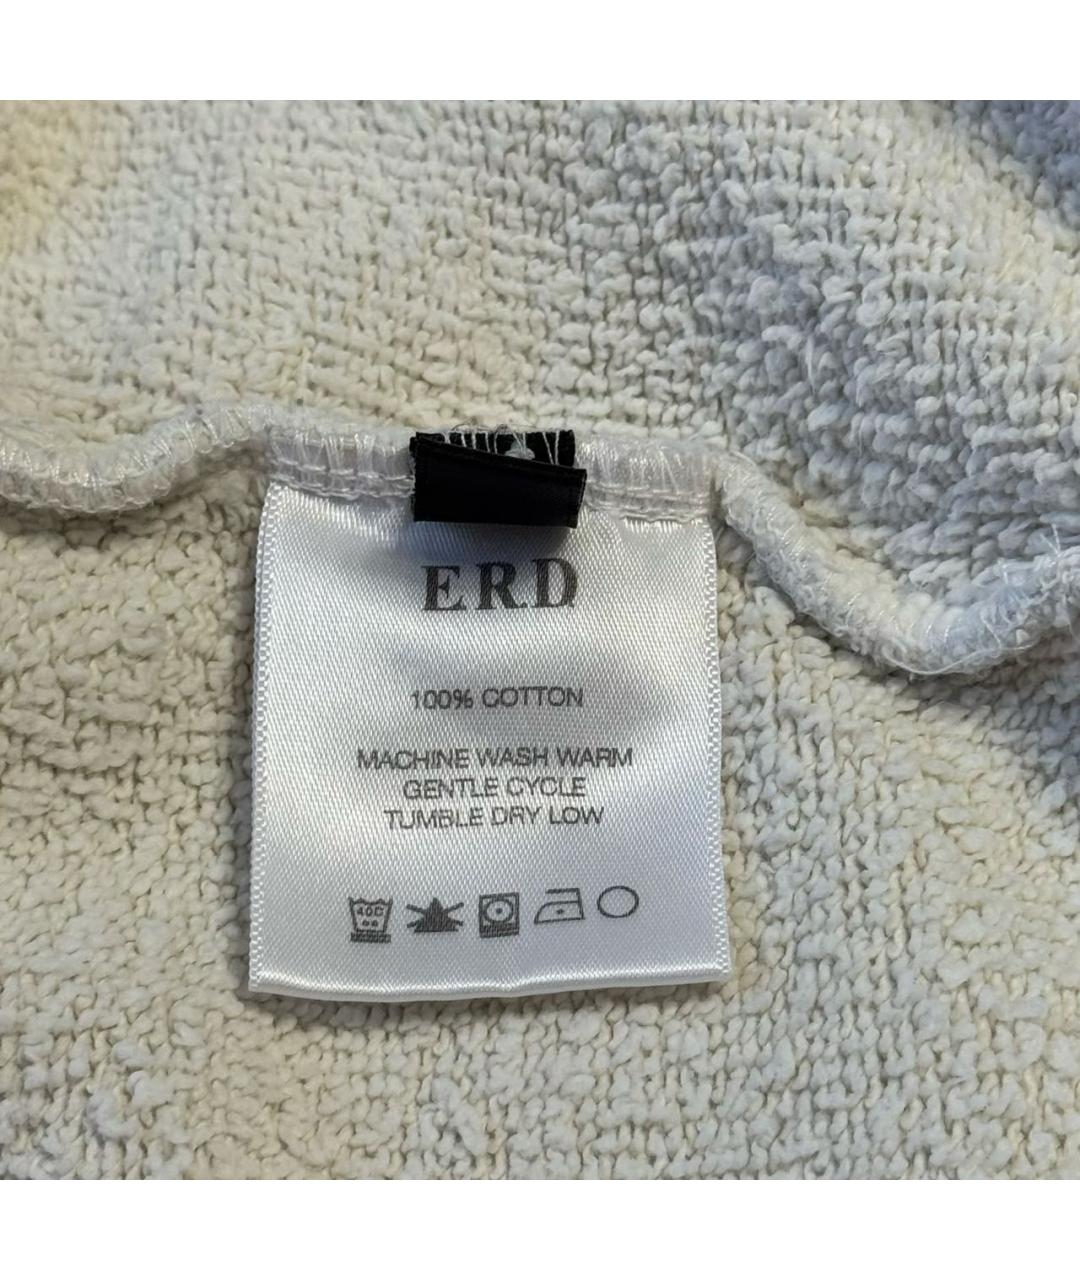 ERD
100% COTTON
MACHINE WASH WARM
GENTLE CYCLE
TUMBLE DRY LOW
40C